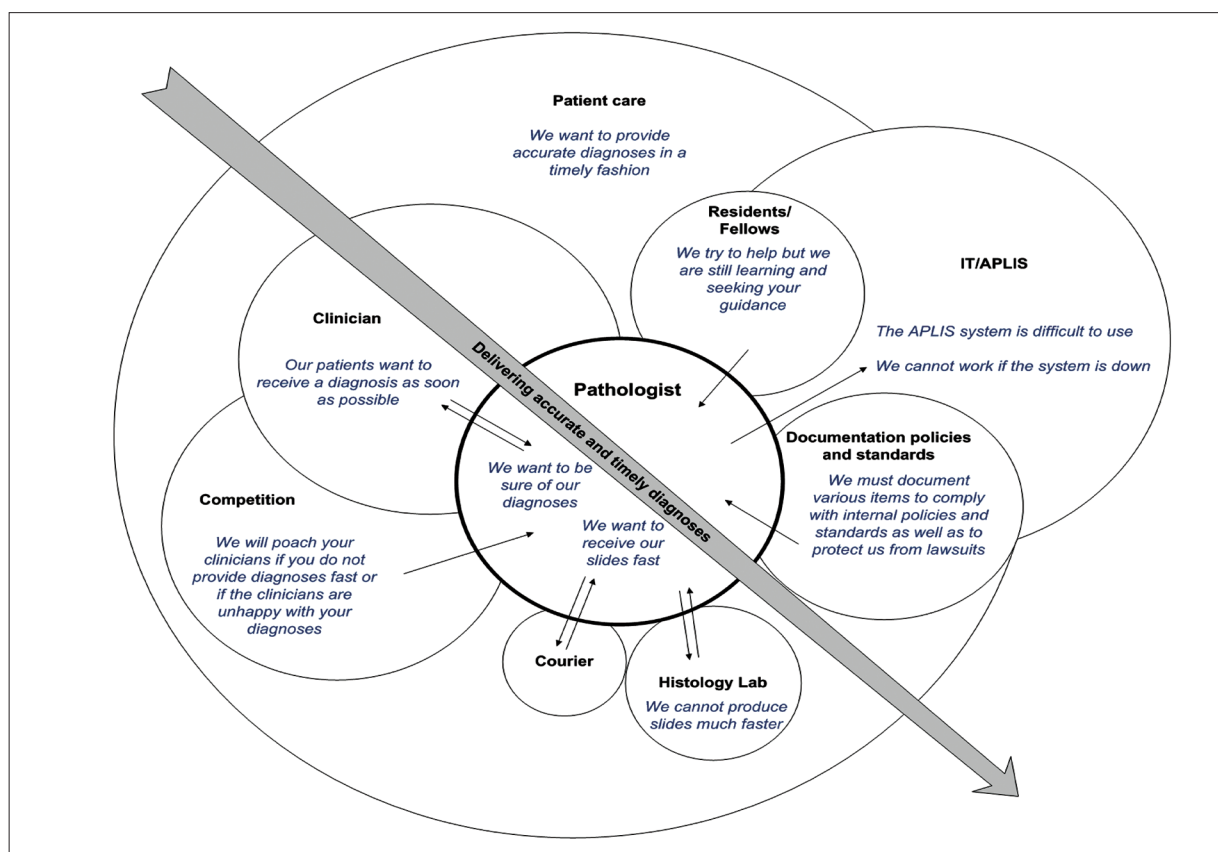 Patient care
We want to provide
accurate diagnoses in a
timely fashion
Residents/
Fellows
We try to help but we
are still learning and
seeking your
guidance
IT/APLIS
The APLIS system is difficult to use
We cannot work if the system is down
Clinician
Our patients want to
receive a diagnosis as soon
as possible
Delivering accurate and timely diagnoses
Pathologist
We want to be
sure of our
diagnoses
We want to
receive our
slides fast
Documentation policies
and standards
We must document
various items to comply
with internal policies and
standards as well as to
protect us from lawsuits
Competition
We will poach your
clinicians if you do not
provide diagnoses fast or
if the clinicians are
unhappy with your
diagnoses
Courier
Histology Lab
We cannot produce
slides much faster